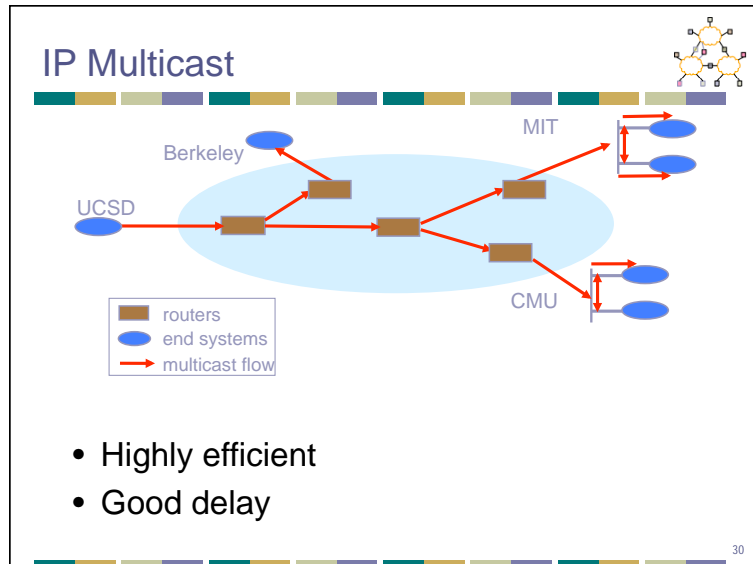 IP Multicast
MIT
Berkeley
UCSD
CMU
routers
end systems
multicast flow
• Highly efficient
• Good delay
30